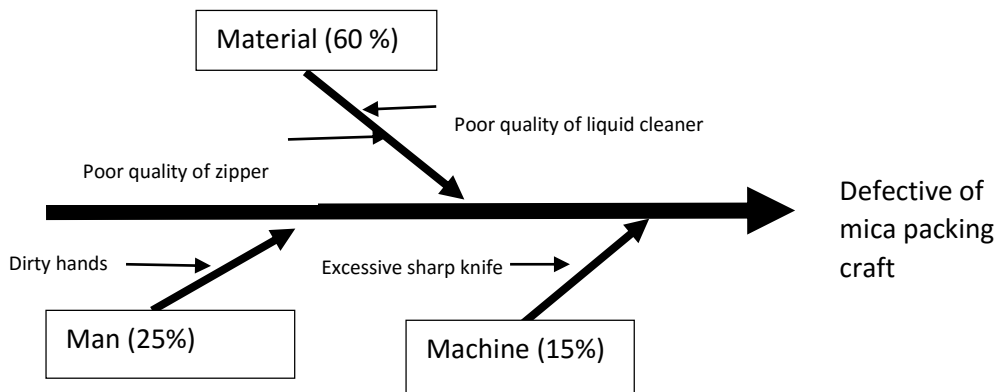 Material (60 %)
Poor quality of liquid cleaner
Poor quality of zipper
Defective of
mica packing
craft
Dirty hands
Excessive sharp knife
Man (25%)
Machine (15%)